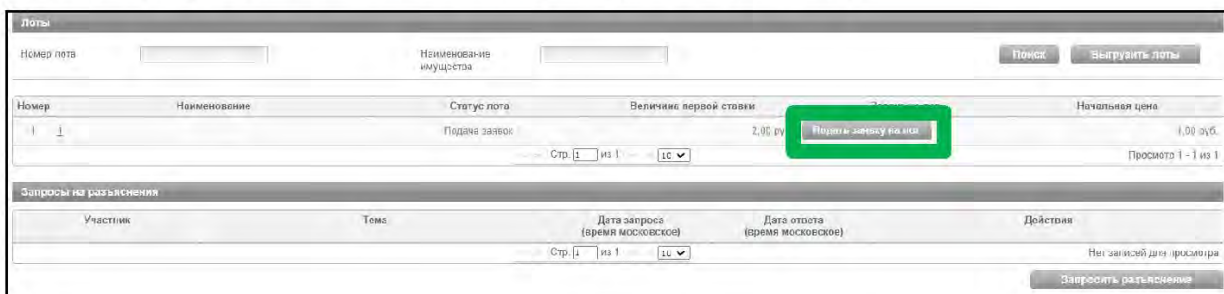 Лоты
Номер лота Наименование имущества Поиск Выгрузить лоты
Номер Наименование Статус лота Величина первой ставки Начальная цена
1 1 Подача заявок 2,00 ру Подать заявку на лот 1,00 руб.
Стр. 1 из 1 10 Просмотр 1 - 1 из 1
Запросы на разъяснения
Участник Тема Дата запроса (время московское) Дата ответа (время московское) Действия
Стр. 1 из 1 10 Нет записей для просмотра
Запросить разъяснение